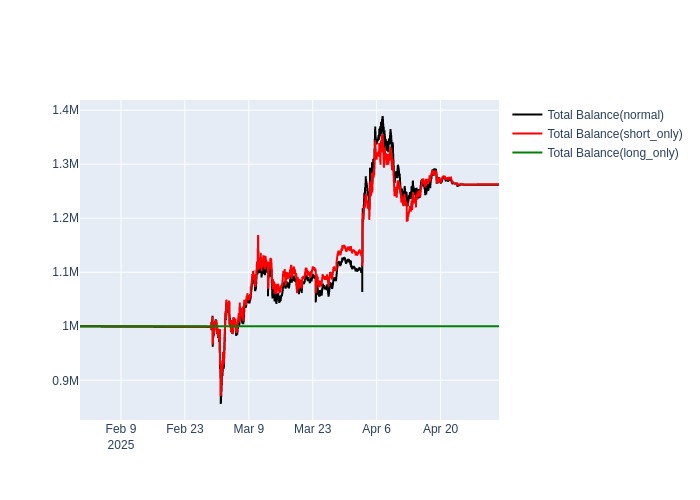 1.4M
1.3M
1.2M
1.1M
1M
0.9M
Feb 9
2025
Feb 23
Mar 9
Mar 23
Apr 6
Apr 20
Total Balance(normal)
Total Balance(short_only)
Total Balance(long_only)